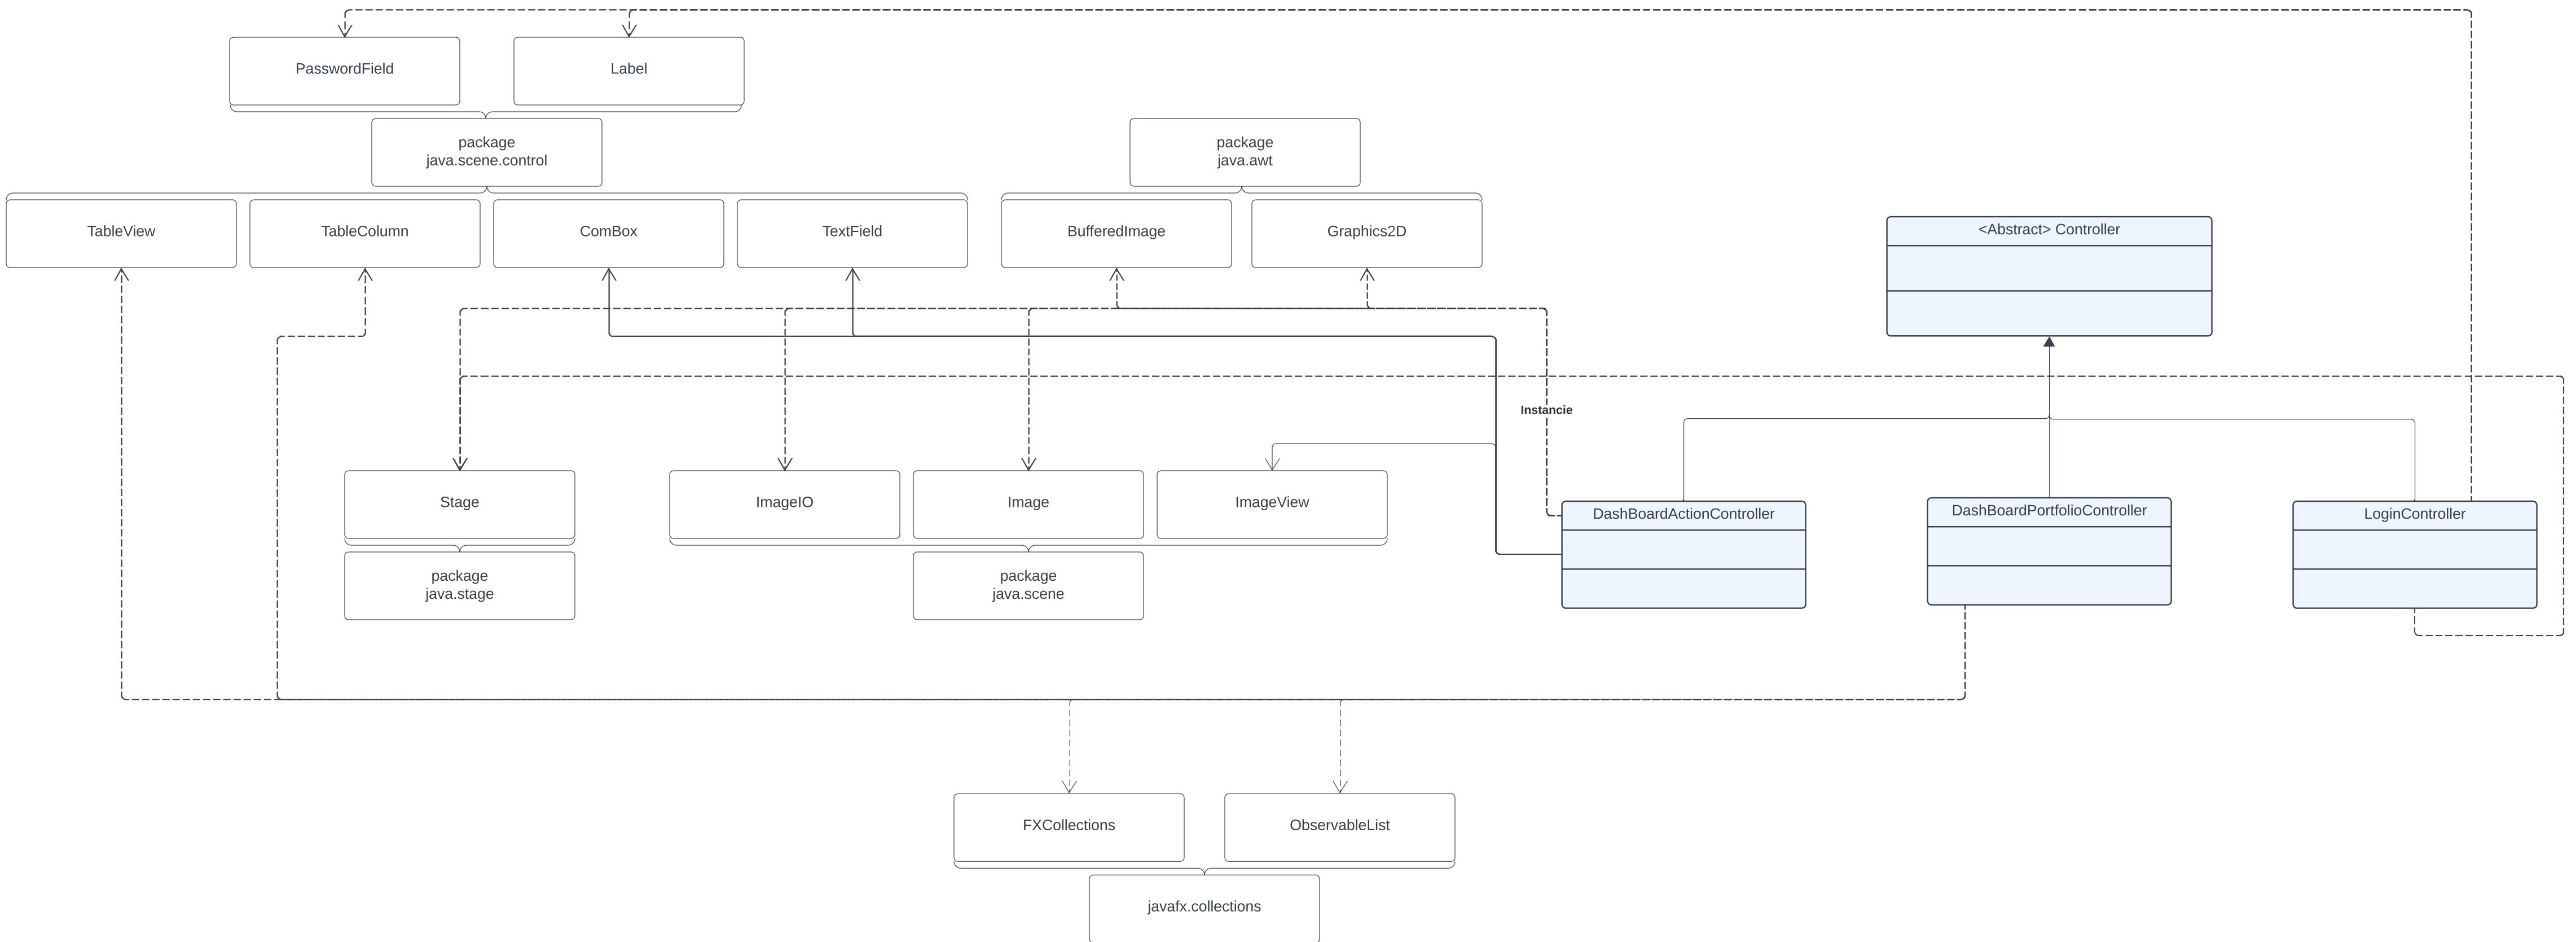 PasswordField
Label
package
java.scene.control
package
java.awt
TableView
TableColumn
ComBox
TextField
BufferedImage
Graphics2D
<Abstract> Controller
Instancie
Stage
ImageIO
Image
ImageView
DashBoardActionController
DashBoardPortfolioController
LoginController
package
java.stage
package
java.scene
FXCollections
ObservableList
javafx.collections